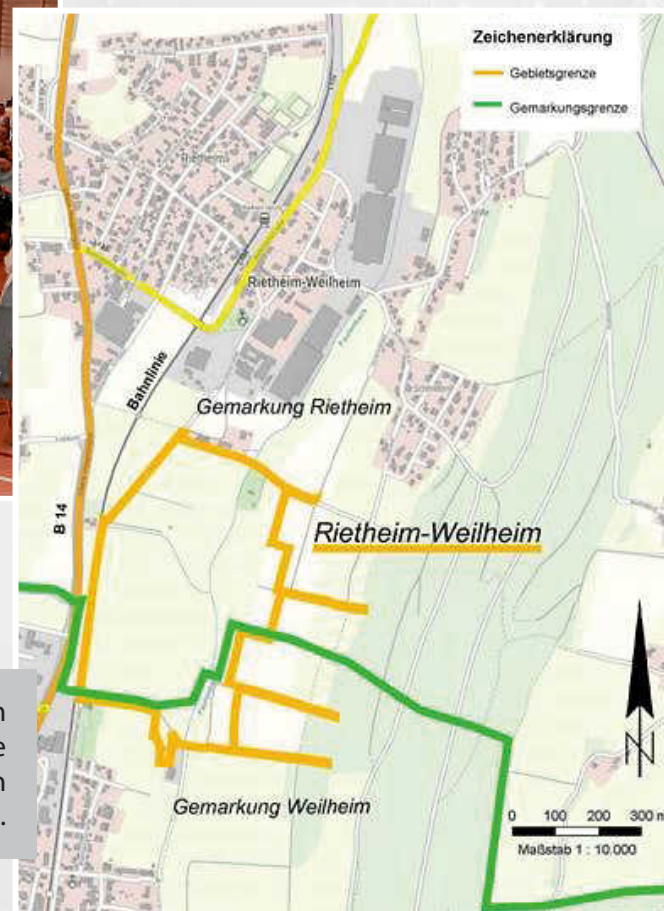 Zeichenerklärung
Gebietsgrenze
Gemarkungsgrenze
Rietheim-Weilheim
Bahnlinie
Gemarkung Rietheim
B 14
Rietheim-Weilheim
n
e
n
.
Gemarkung Weilheim
N
0 100 200 300 m
Maßstab 1 : 10.000